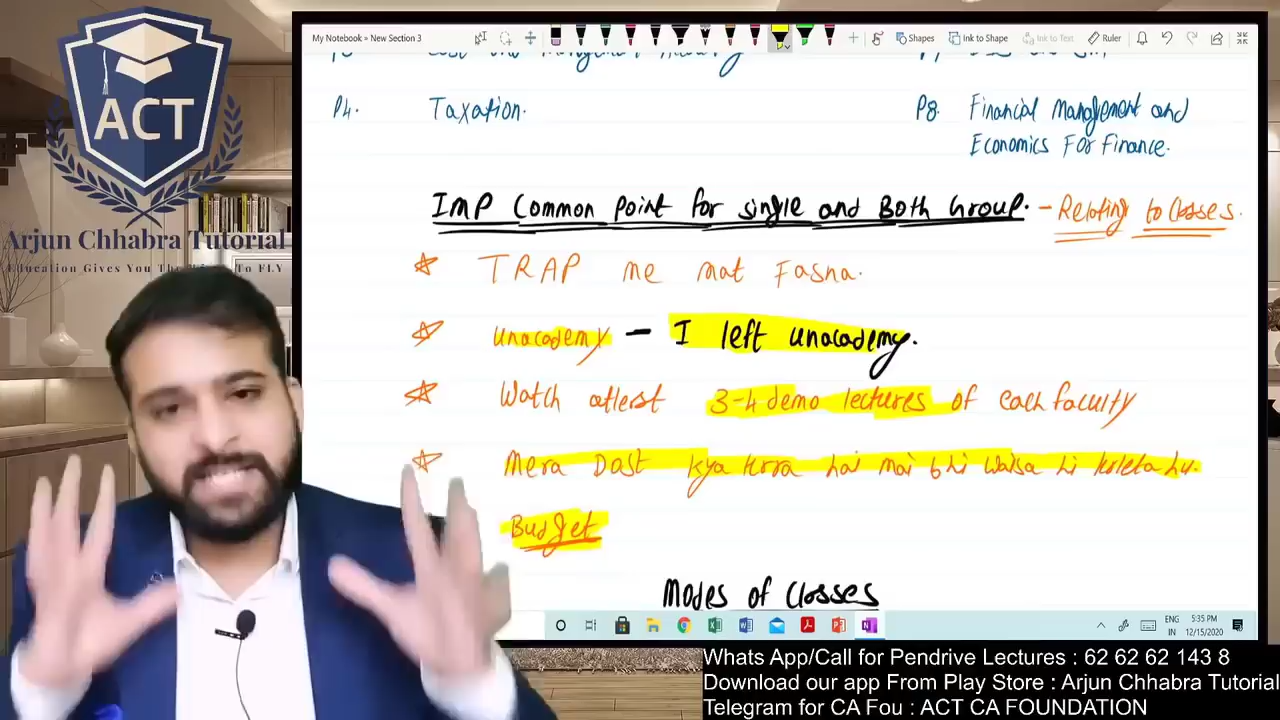 ACT
Arjun Chhabra Tutorial
My Notebook » New Section 3
Shapes
Ink to Shape
Ink to Text
Ruler
P4. Taxation.
P8. Financial Management and
Economics For Finance.
IMP Common Point for single and Both Group. - Relating to classes.
TRAP me mat Fasna.
unacademy - I left unacademy.
Watch atleast 3-4 demo lectures of each faculty
Mera Dost kya krra hai mai bhi waisa hi krleta hu.
Budget
Modes of Classes
ENG
IN
5:35 PM
12/15/2020
Whats App/Call for Pendrive Lectures : 62 62 62 143 8
Download our app From Play Store : Arjun Chhabra Tutorial
Telegram for CA Fou : ACT CA FOUNDATION